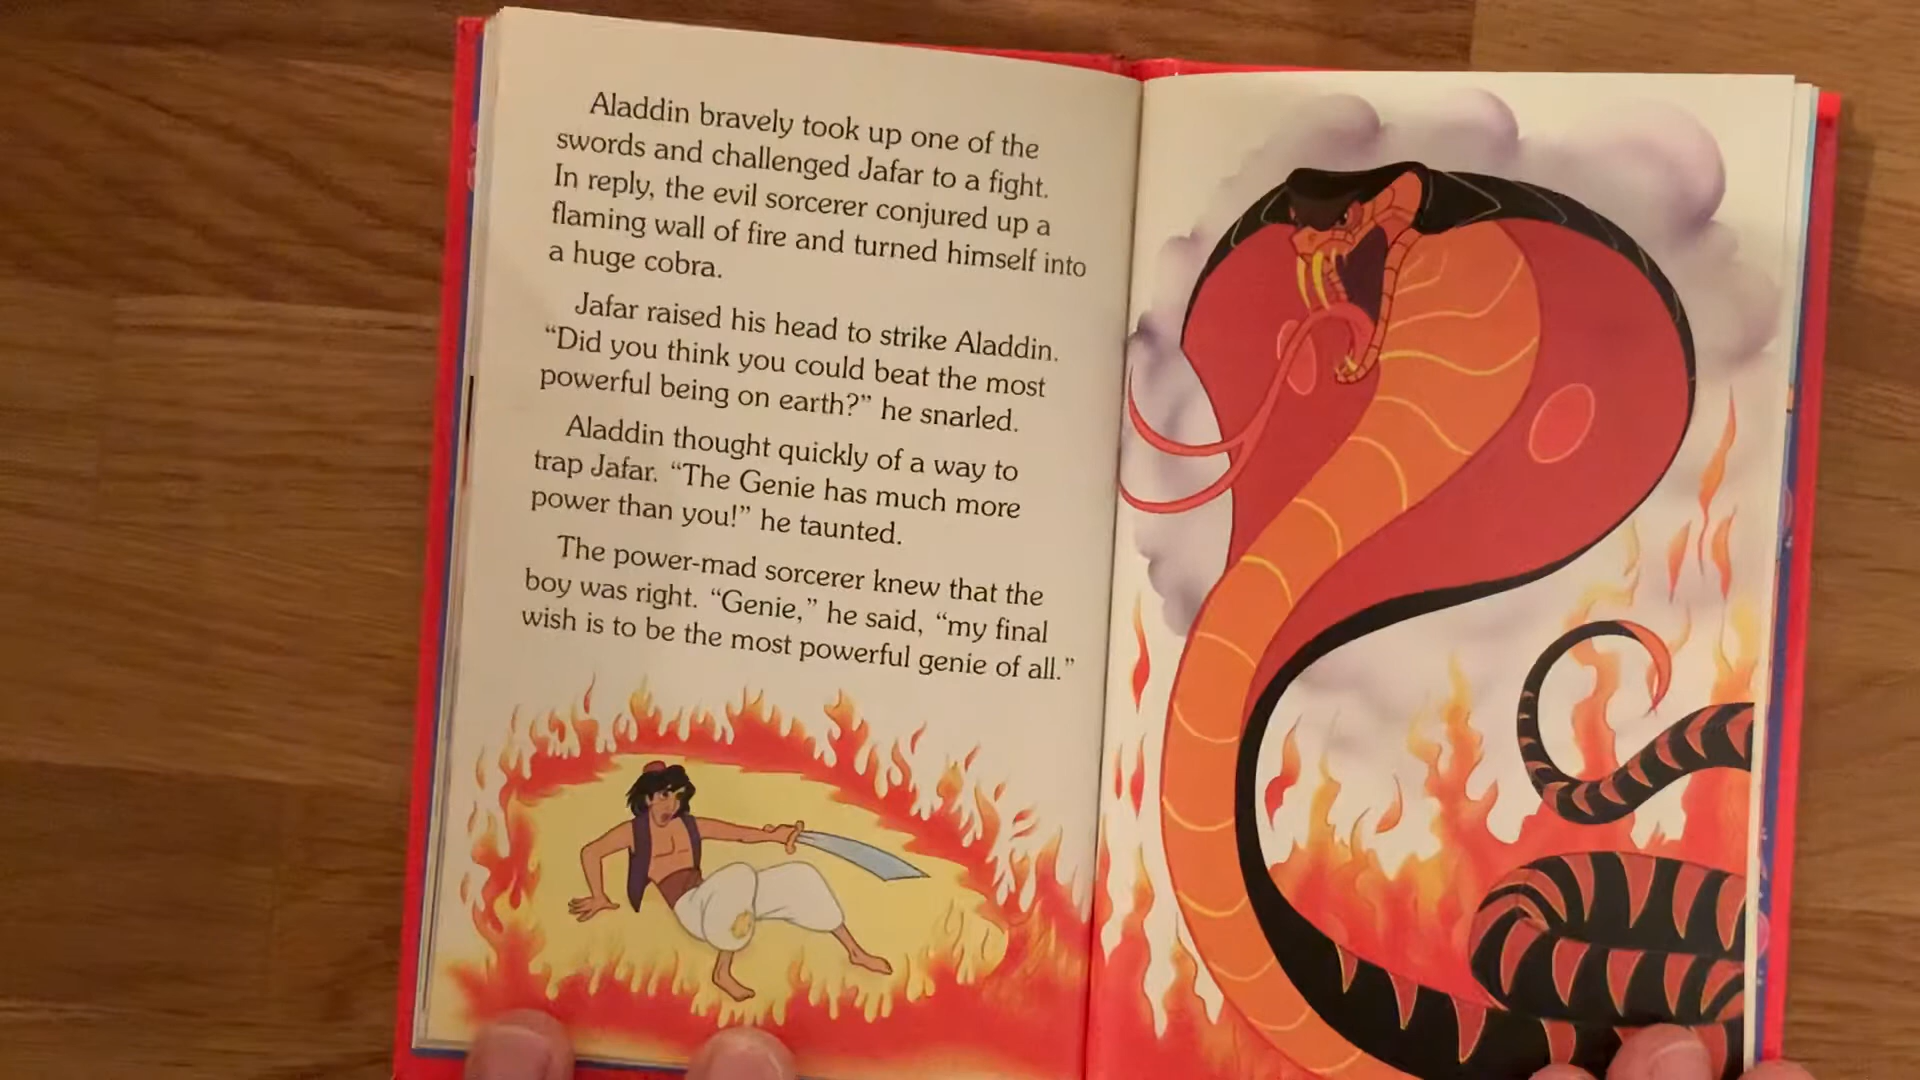 Aladdin bravely took up one of the
swords and challenged Jafar to a fight.
In reply, the evil sorcerer conjured up a
flaming wall of fire and turned himself into
a huge cobra.
Jafar raised his head to strike Aladdin.
“Did you think you could beat the most
powerful being on earth?” he snarled.
Aladdin thought quickly of a way to
trap Jafar. “The Genie has much more
power than you!” he taunted.
The power-mad sorcerer knew that the
boy was right. “Genie,” he said, “my final
wish is to be the most powerful genie of all.”